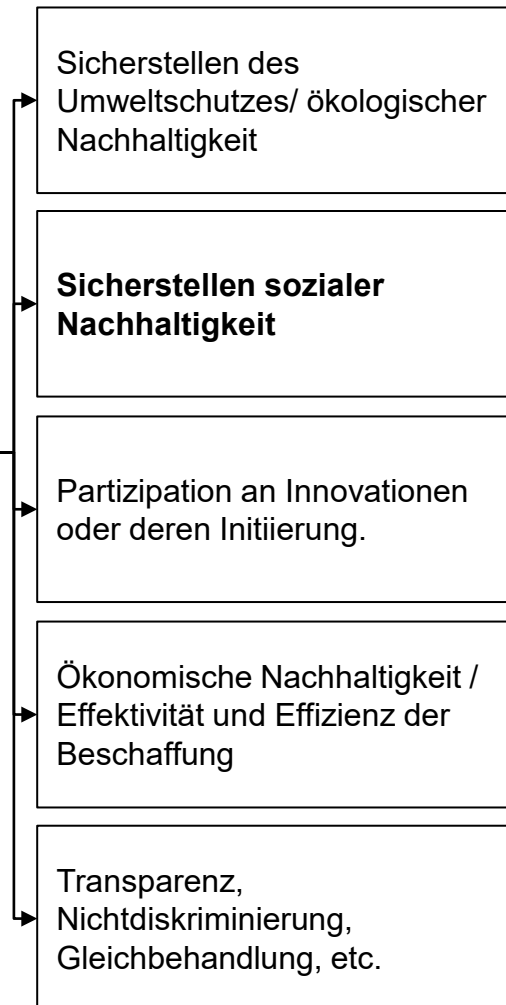 Sicherstellen des
Umweltschutzes/ ökologischer
Nachhaltigkeit
Sicherstellen sozialer
Nachhaltigkeit
Partizipation an Innovationen
oder deren Initiierung.
Ökonomische Nachhaltigkeit /
Effektivität und Effizienz der
Beschaffung
Transparenz,
Nichtdiskriminierung,
Gleichbehandlung, etc.